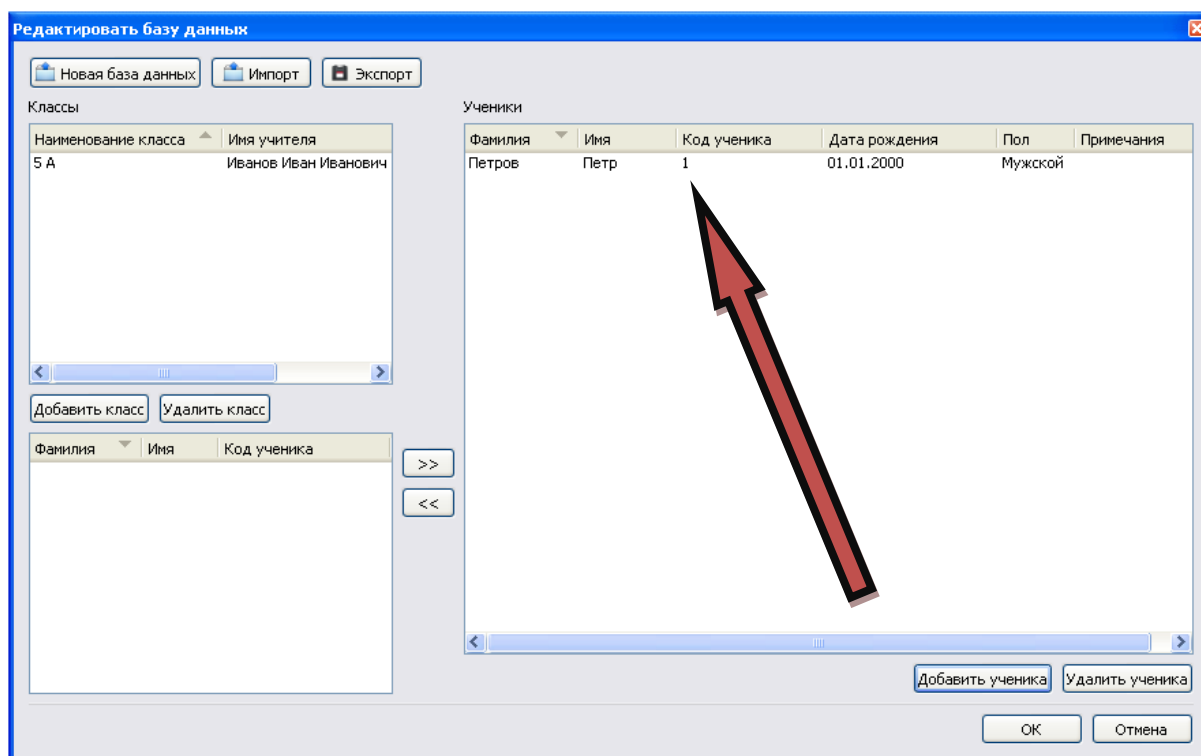 Редактировать базу данных
Новая база данных Импорт Экспорт
Классы
Наименование класса Имя учителя
5 А Иванов Иван Иванович
Добавить класс Удалить класс
Фамилия Имя Код ученика
>>
<<
Ученики
Фамилия Имя Код ученика Дата рождения Пол Примечания
Петров Петр 1 01.01.2000 Мужской
Добавить ученика Удалить ученика
ОК Отмена